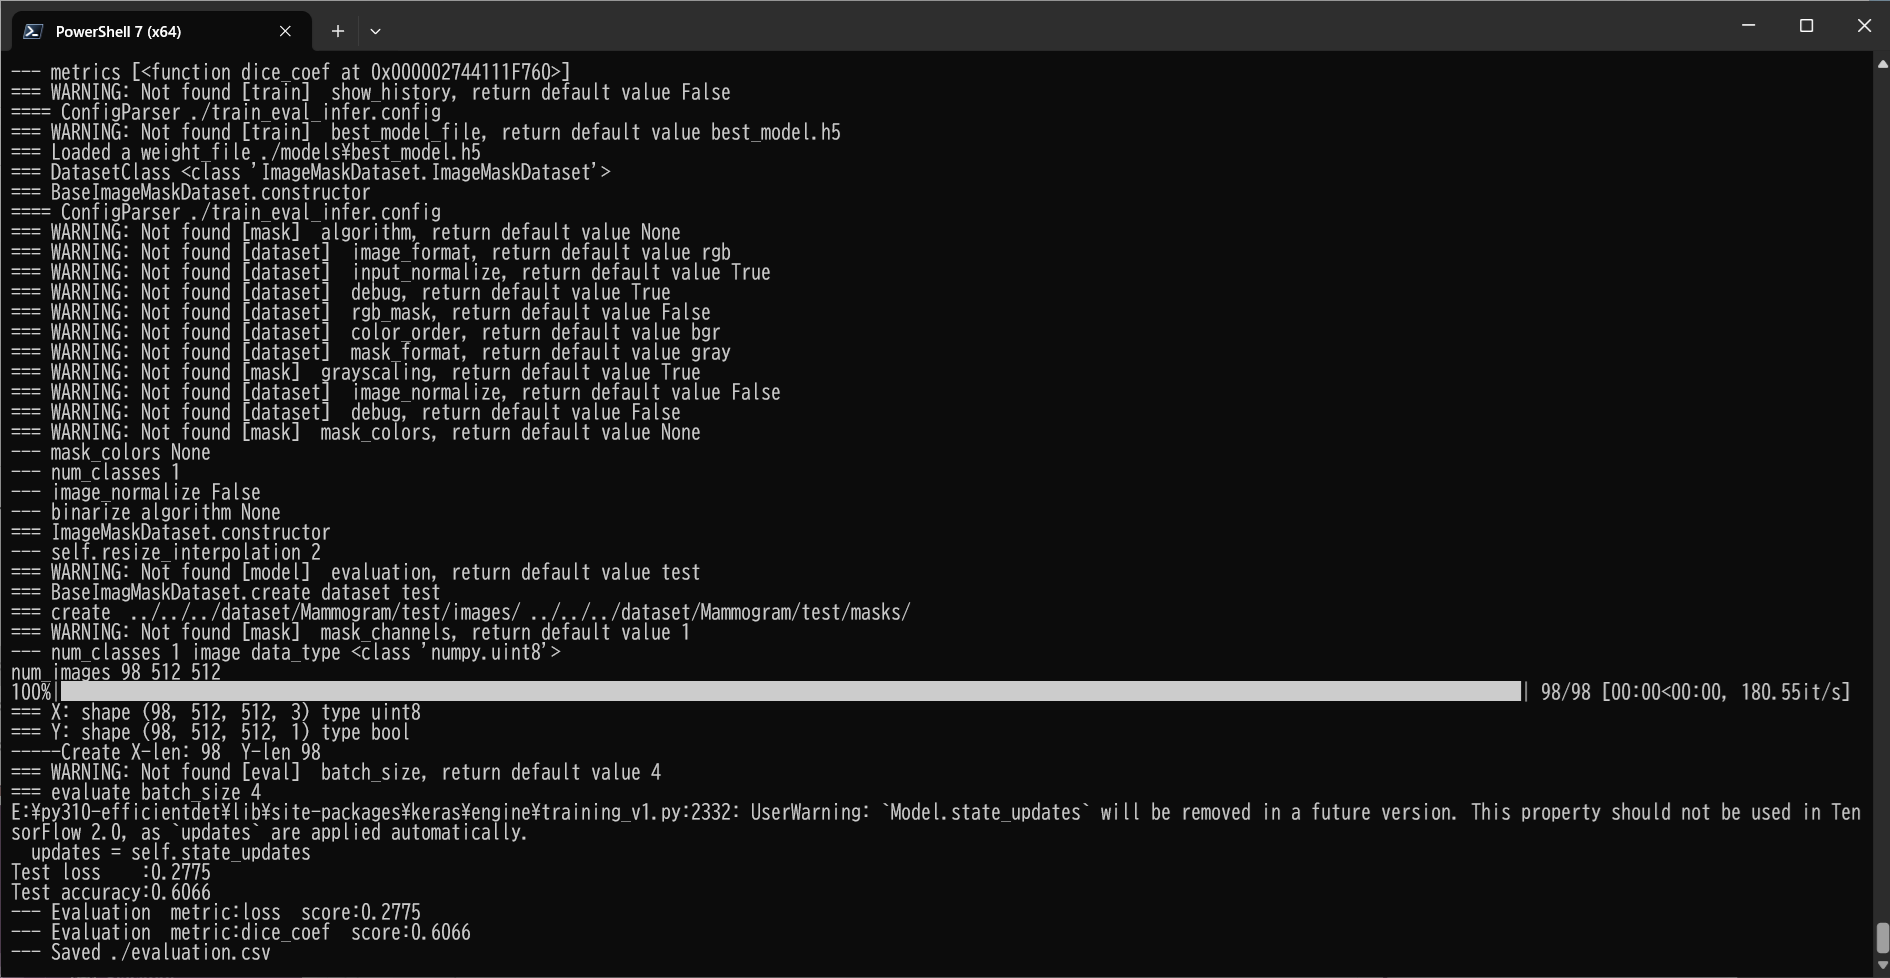 PowerShell 7 (x64)
--- metrics [<function dice_coef at 0x000002744111F760>]
=== WARNING: Not found [train]  show_history, return default value False
==== ConfigParser ./train_eval_infer.config
=== WARNING: Not found [train]  best_model_file, return default value best_model.h5
=== Loaded a weight_file ./models¥best_model.h5
=== DatasetClass <class 'ImageMaskDataset.ImageMaskDataset'>
=== BaseImageMaskDataset.constructor
==== ConfigParser ./train_eval_infer.config
=== WARNING: Not found [mask]  algorithm, return default value None
=== WARNING: Not found [dataset]  image_format, return default value rgb
=== WARNING: Not found [dataset]  input_normalize, return default value True
=== WARNING: Not found [dataset]  debug, return default value True
=== WARNING: Not found [dataset]  rgb_mask, return default value False
=== WARNING: Not found [dataset]  color_order, return default value bgr
=== WARNING: Not found [dataset]  mask_format, return default value gray
=== WARNING: Not found [mask]  grayscaling, return default value True
=== WARNING: Not found [dataset]  image_normalize, return default value False
=== WARNING: Not found [dataset]  debug, return default value False
=== WARNING: Not found [mask]  mask_colors, return default value None
--- mask_colors None
--- num_classes 1
--- image_normalize False
--- binarize algorithm None
=== ImageMaskDataset.constructor
--- self.resize_interpolation 2
=== WARNING: Not found [model]  evaluation, return default value test
=== BaseImagMaskDataset.create dataset test
=== create  ../../../dataset/Mammogram/test/images/ ../../../dataset/Mammogram/test/masks/
=== WARNING: Not found [mask]  mask_channels, return default value 1
--- num_classes 1 image data_type <class 'numpy.uint8'>
num_images 98 512 512
100%| | 98/98 [00:00<00:00, 180.55it/s]
=== X: shape (98, 512, 512, 3) type uint8
=== Y: shape (98, 512, 512, 1) type bool
-----Create X-len: 98  Y-len 98
=== WARNING: Not found [eval]  batch_size, return default value 4
=== evaluate batch_size 4
E:¥py310-efficientdet¥lib¥site-packages¥keras¥engine¥training_v1.py:2332: UserWarning: `Model.state_updates` will be removed in a future version. This property should not be used in Ten
sorFlow 2.0, as `updates` are applied automatically.
  updates = self.state_updates
Test loss    :0.2775
Test accuracy:0.6066
--- Evaluation  metric:loss  score:0.2775
--- Evaluation  metric:dice_coef  score:0.6066
--- Saved ./evaluation.csv